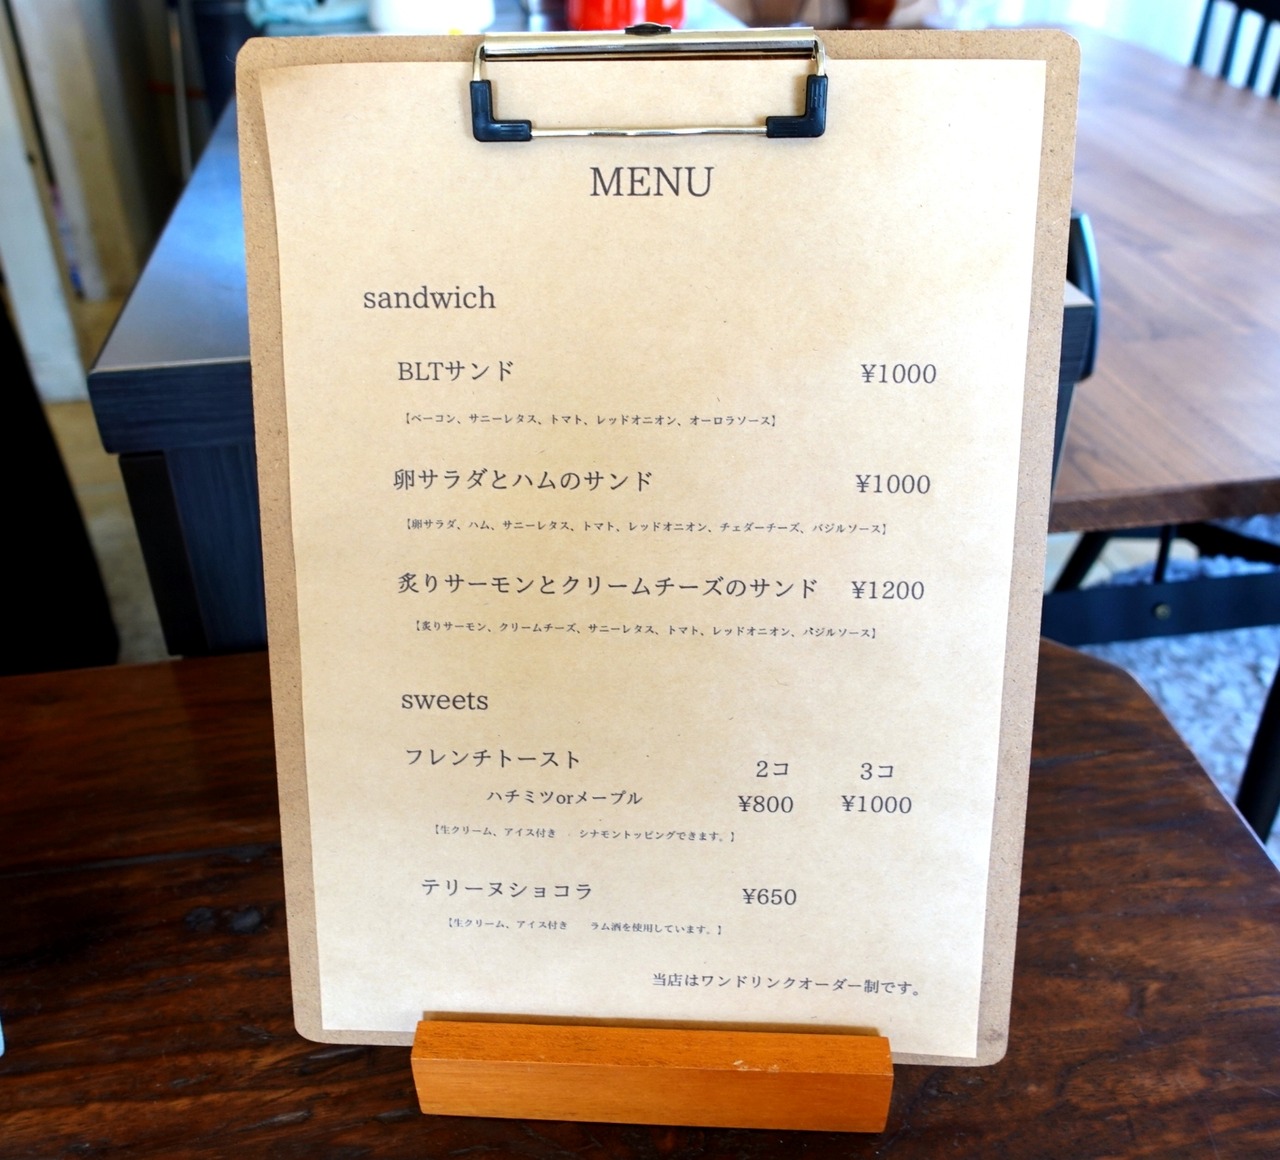 MENU
sandwich
BLTサンド ¥1000
【ベーコン、サニーレタス、トマト、レッドオニオン、オーロラソース】
卵サラダとハムのサンド ¥1000
【卵サラダ、ハム、サニーレタス、トマト、レッドオニオン、チェダーチーズ、バジルソース】
炙りサーモンとクリームチーズのサンド ¥1200
【炙りサーモン、クリームチーズ、サニーレタス、トマト、レッドオニオン、バジルソース】
sweets
フレンチトースト 2コ 3コ
ハチミツorメープル ¥800 ¥1000
【生クリーム、アイス付き シナモントッピングできます。】
テリーヌショコラ ¥650
【生クリーム、アイス付き ラム酒を使用しています。】
当店はワンドリンクオーダー制です。